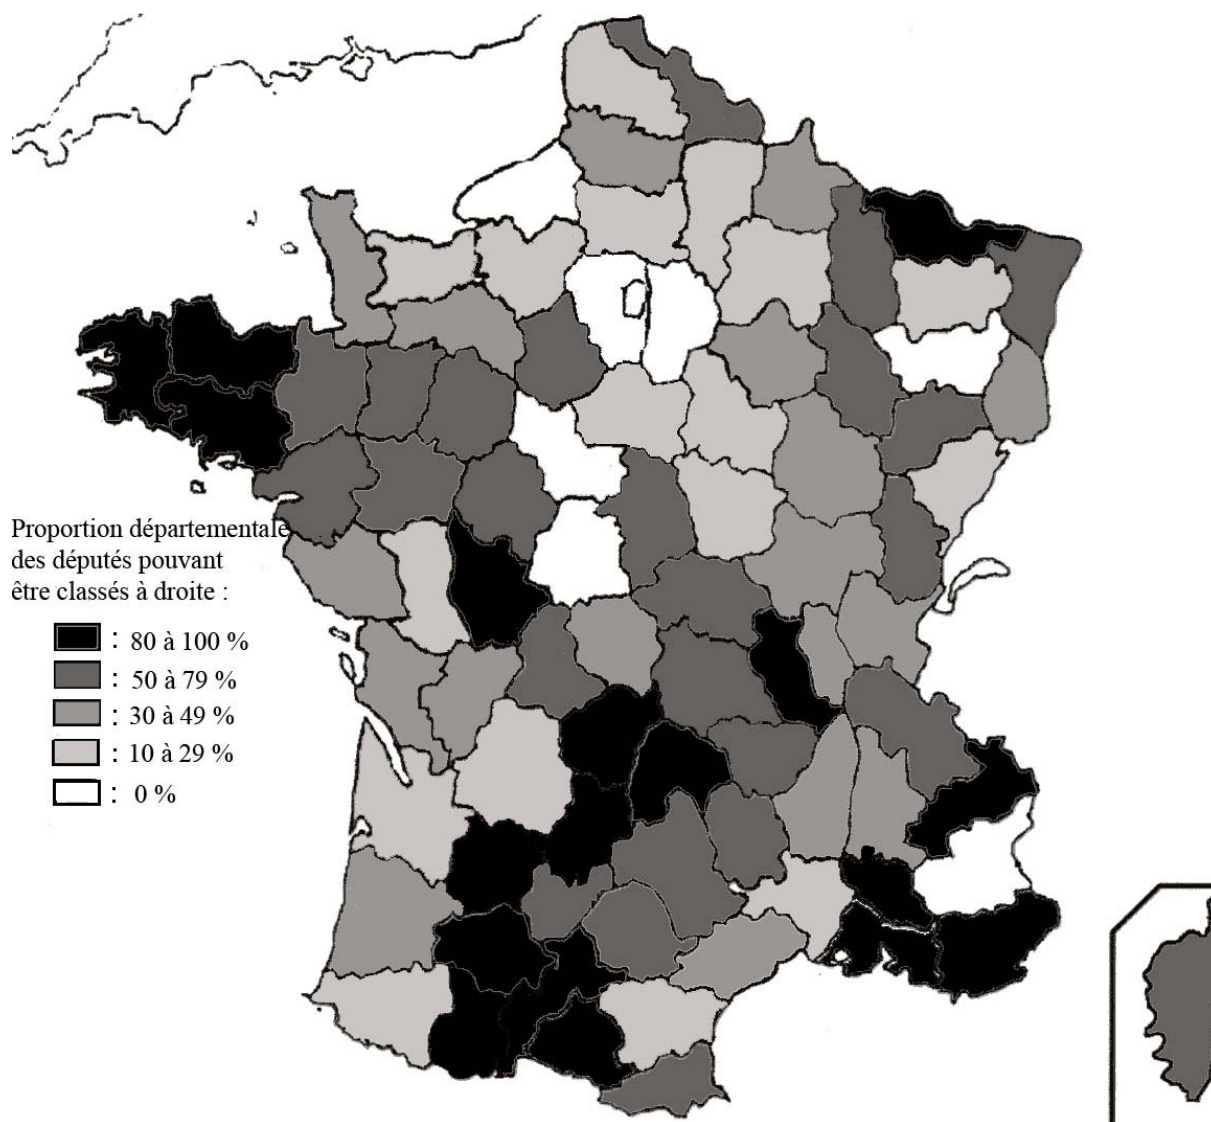 Proportion départementale
des députés pouvant
être classés à droite :
: 80 à 100 %
: 50 à 79 %
: 30 à 49 %
: 10 à 29 %
: 0 %